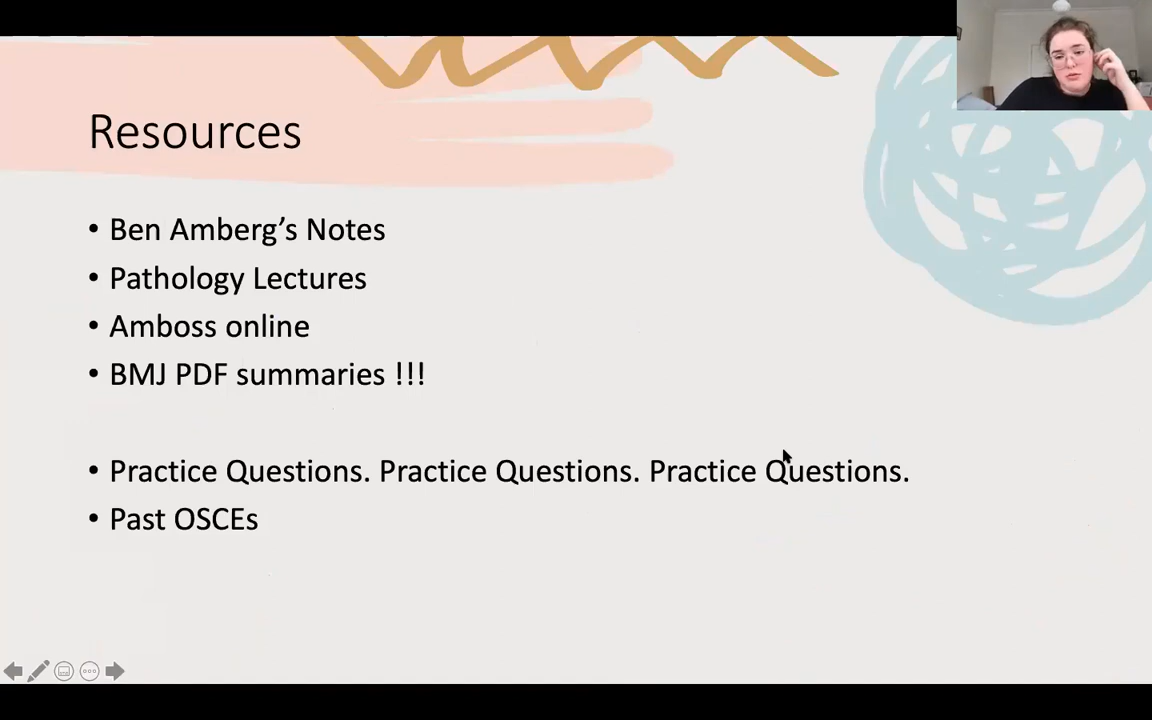 Resources
• Ben Amberg’s Notes
• Pathology Lectures
• Amboss online
• BMJ PDF summaries !!!
• Practice Questions. Practice Questions. Practice Questions.
• Past OSCEs